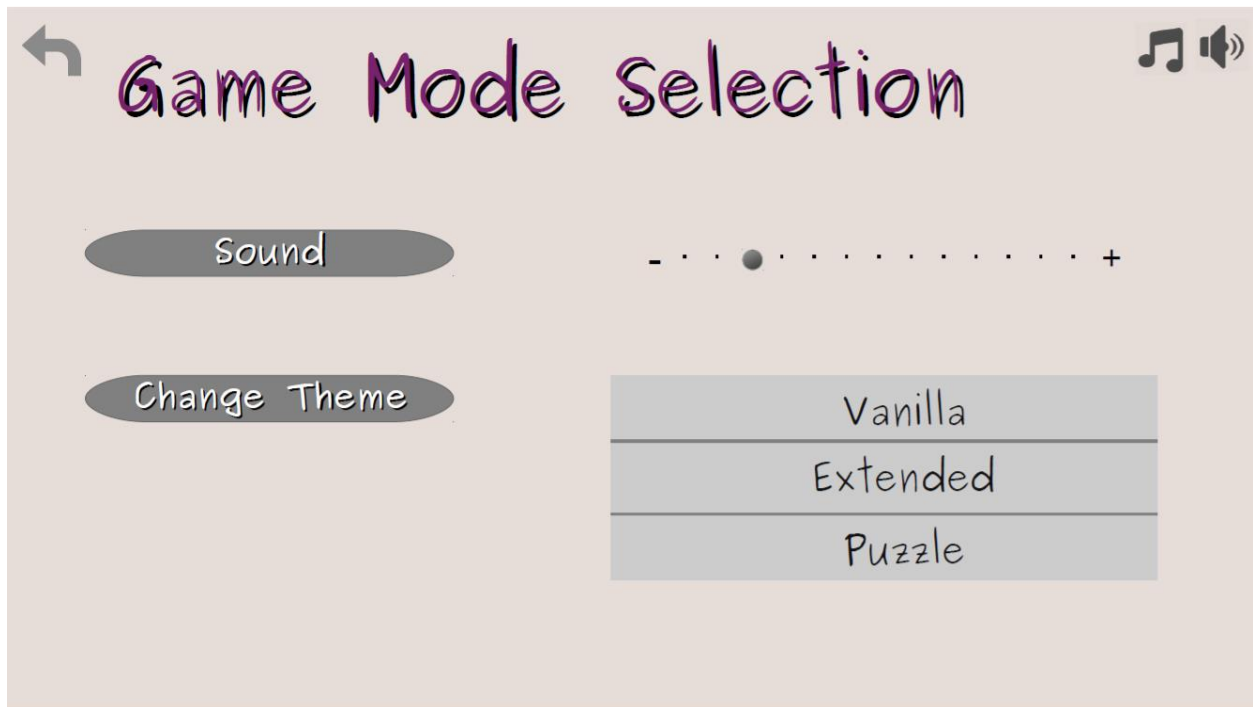 Game Mode Selection
Sound
- +
Change Theme
Vanilla
Extended
Puzzle